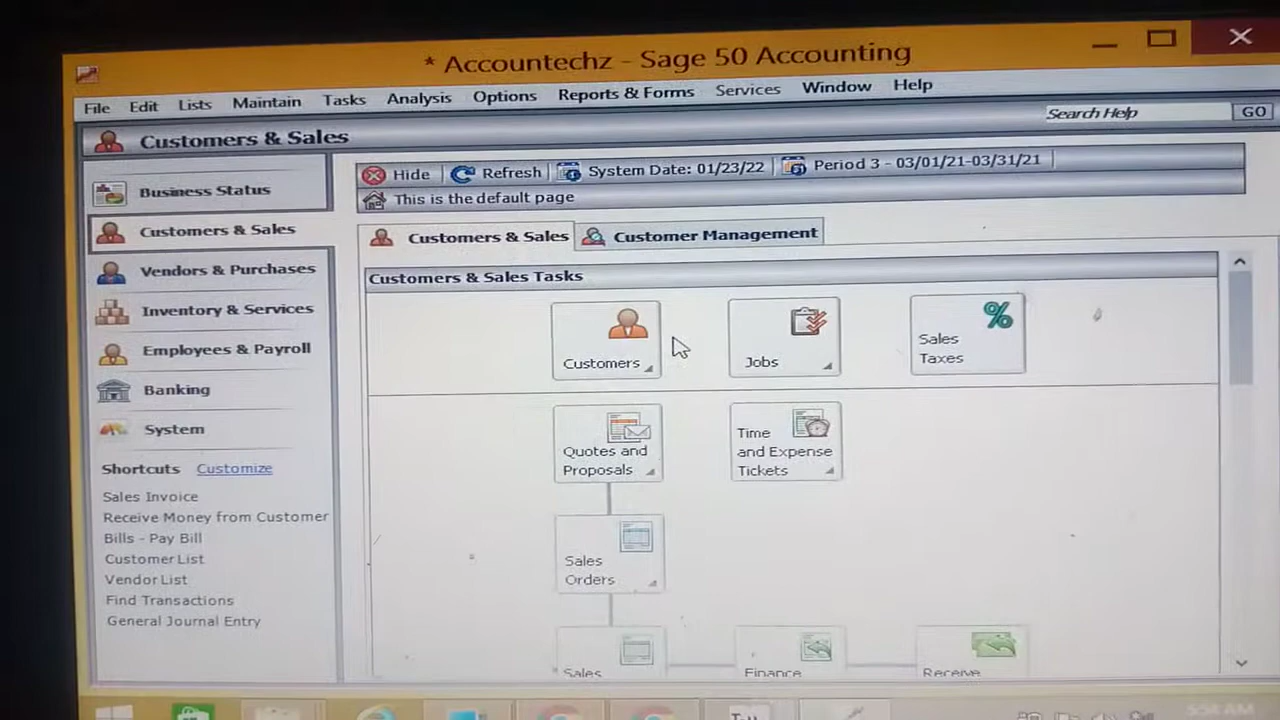 * Accountechz - Sage 50 Accounting
File Edit Lists Maintain Tasks Analysis Options Reports & Forms Services Window Help
Search Help GO
Customers & Sales
Business Status
Customers & Sales
Vendors & Purchases
Inventory & Services
Employees & Payroll
Banking
System
Shortcuts Customize
Sales Invoice
Receive Money from Customer
Bills - Pay Bill
Customer List
Vendor List
Find Transactions
General Journal Entry
Hide Refresh System Date: 01/23/22 Period 3 - 03/01/21-03/31/21
This is the default page
Customers & Sales Customer Management
Customers & Sales Tasks
Customers
Jobs
Sales
Taxes
Quotes and
Proposals
Time
and Expense
Tickets
Sales
Orders
Sales
Finance
Receive